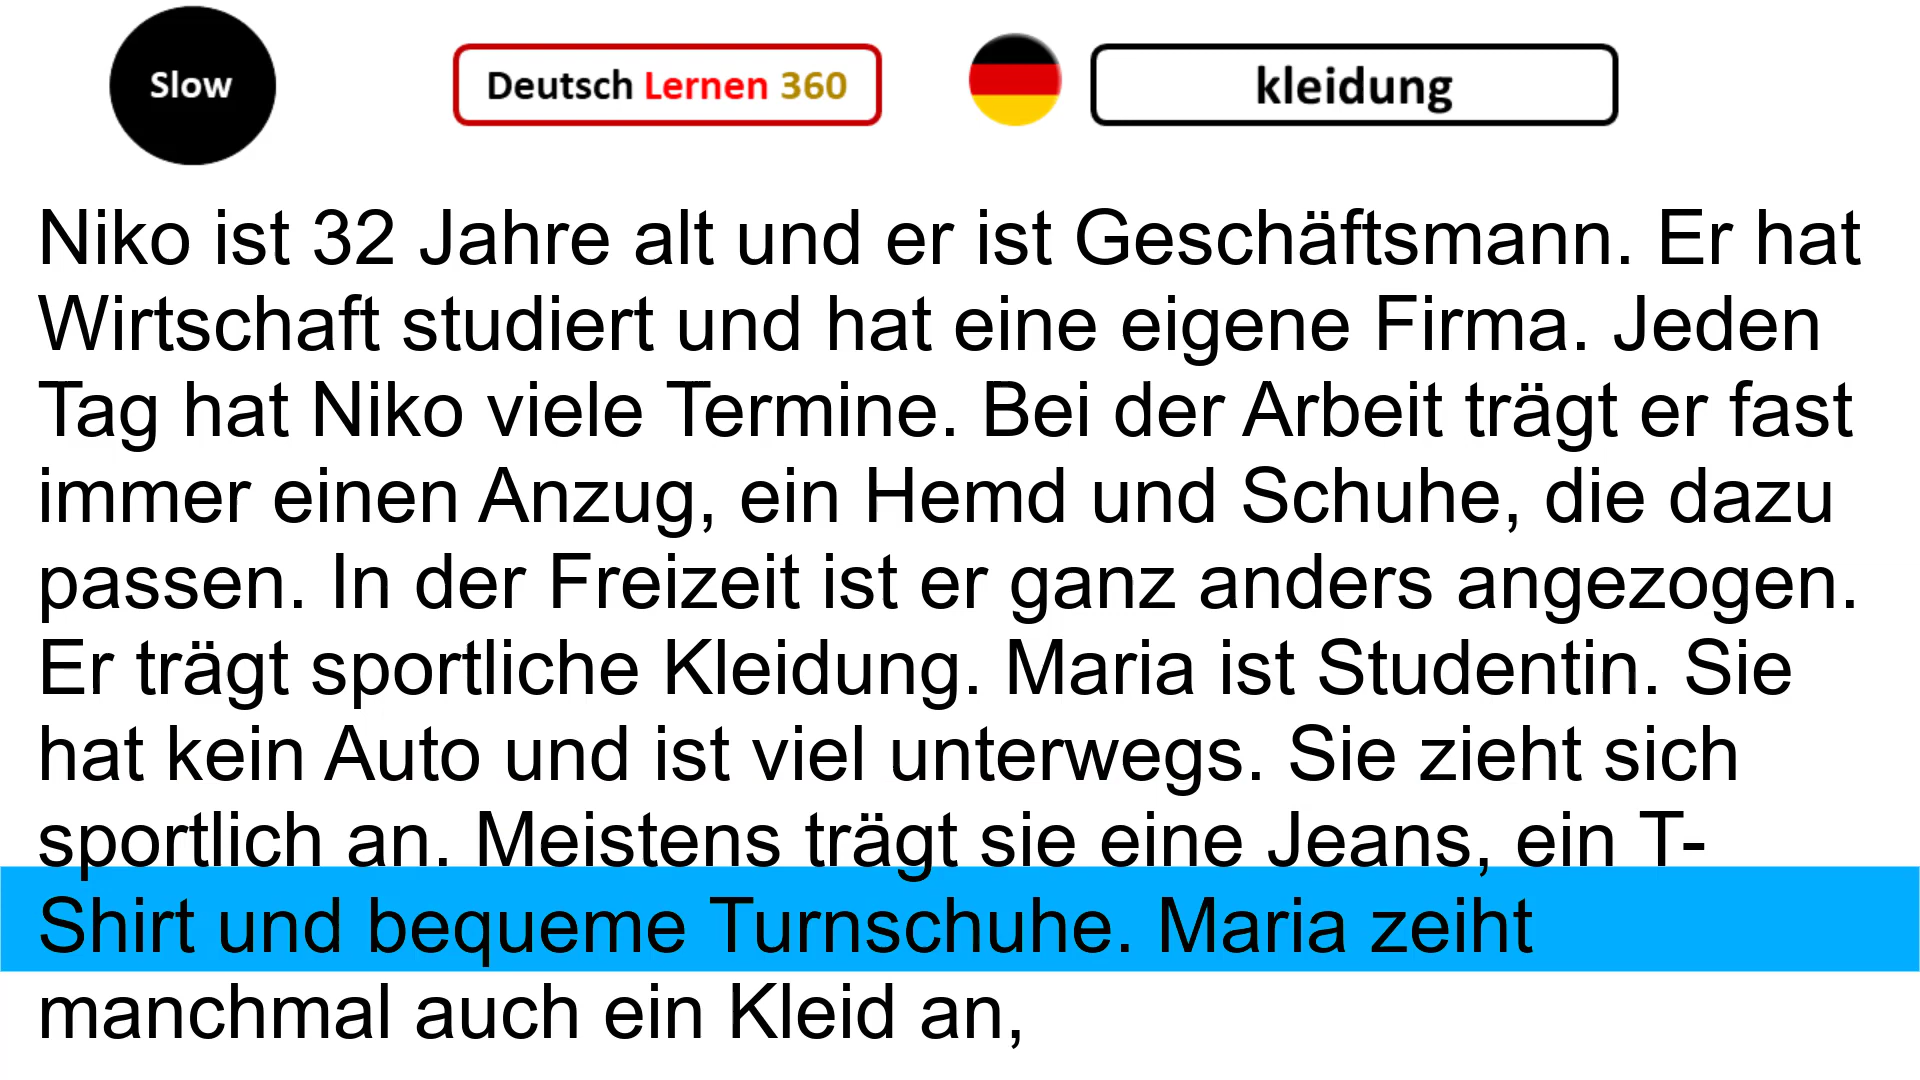 Slow
Deutsch Lernen 360
kleidung
Niko ist 32 Jahre alt und er ist Geschäftsmann. Er hat
Wirtschaft studiert und hat eine eigene Firma. Jeden
Tag hat Niko viele Termine. Bei der Arbeit trägt er fast
immer einen Anzug, ein Hemd und Schuhe, die dazu
passen. In der Freizeit ist er ganz anders angezogen.
Er trägt sportliche Kleidung. Maria ist Studentin. Sie
hat kein Auto und ist viel unterwegs. Sie zieht sich
sportlich an. Meistens trägt sie eine Jeans, ein T-
Shirt und bequeme Turnschuhe. Maria zeiht
manchmal auch ein Kleid an,